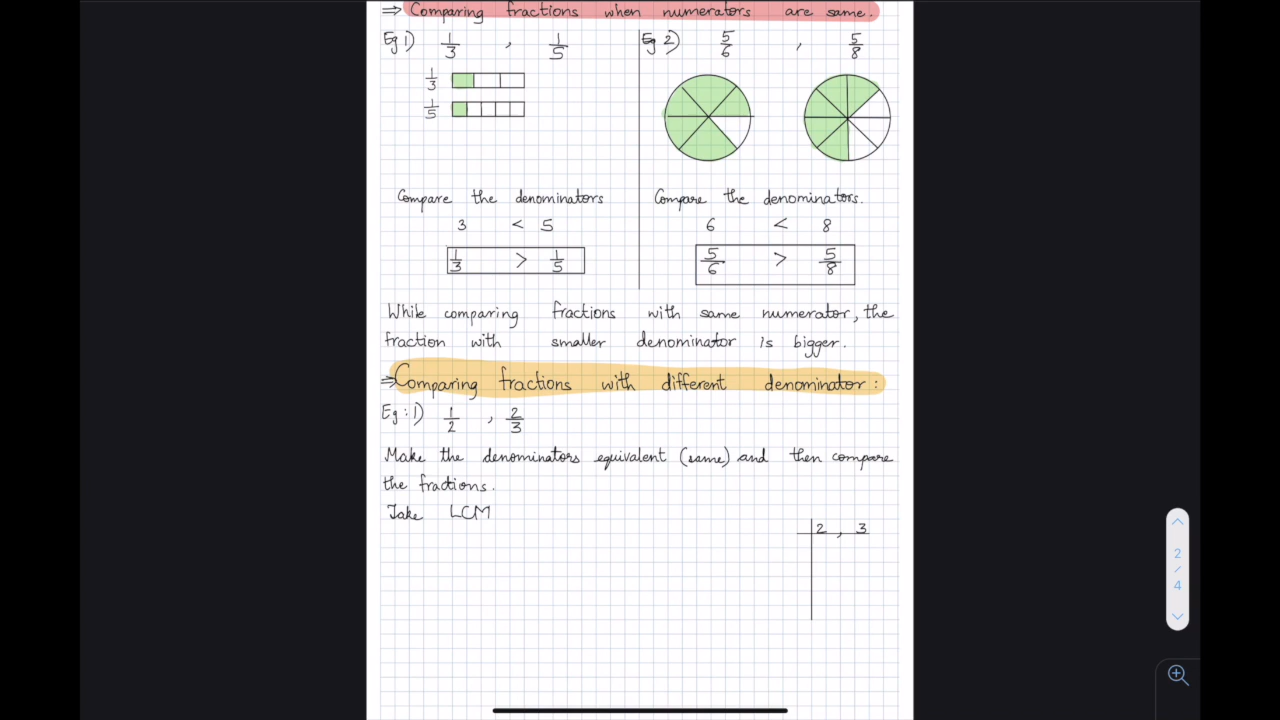 ⇒ Comparing fractions when numerators are same.
Eg 1) 1/3 , 1/5
1/3
1/5
Compare the denominators
3 < 5
1/3 > 1/5
Eg 2) 5/6 , 5/8
Compare the denominators.
6 < 8
5/6 > 5/8
While comparing fractions with same numerator, the
fraction with smaller denominator is bigger.
⇒ Comparing fractions with different denominator:
Eg:1) 1/2 , 2/3
Make the denominators equivalent (same) and then compare
the fractions.
Take LCM
2 , 3
2
/
4